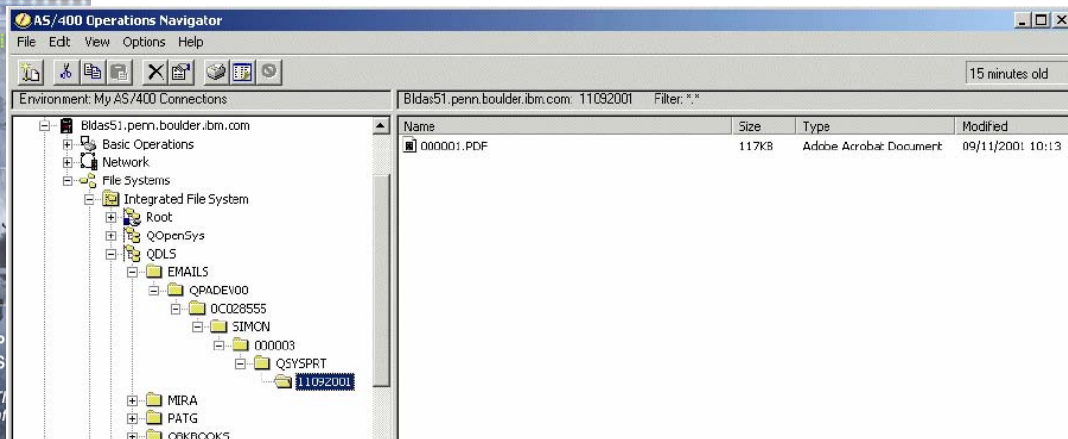 AS/400 Operations Navigator
File Edit View Options Help
15 minutes old
Environment: My AS/400 Connections
Bldas51.penn.boulder.ibm.com: 11092001 Filter: *.*
Bldas51.penn.boulder.ibm.com
Basic Operations
Network
File Systems
Integrated File System
Root
QOpenSys
QDLS
EMAILS
QPADEV00
0C028555
SIMON
000003
QSYSPRT
11092001
MIRA
PATG
QBKBOOKS
Name Size Type Modified
000001.PDF 117KB Adobe Acrobat Document 09/11/2001 10:13